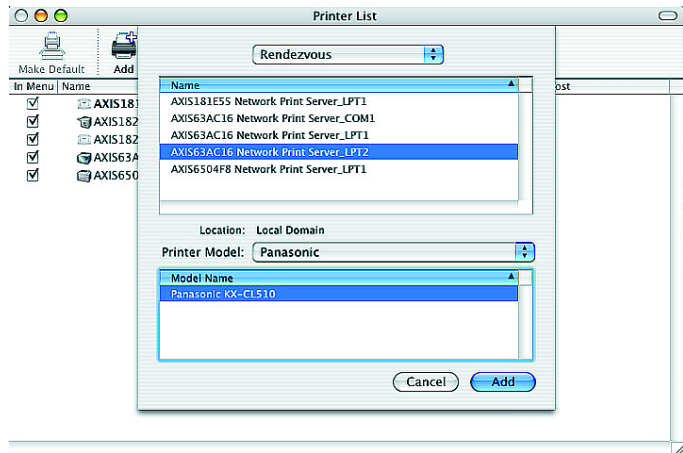 Printer List
Make Default
Add
Rendezvous
In Menu
Name
ost
AXIS181
AXIS182
AXIS182
AXIS63A
AXIS650
Name
AXIS181E55 Network Print Server_LPT1
AXIS63AC16 Network Print Server_COM1
AXIS63AC16 Network Print Server_LPT1
AXIS63AC16 Network Print Server_LPT2
AXIS6504F8 Network Print Server_LPT1
Location: Local Domain
Printer Model: Panasonic
Model Name
Panasonic KX-CL510
Cancel
Add